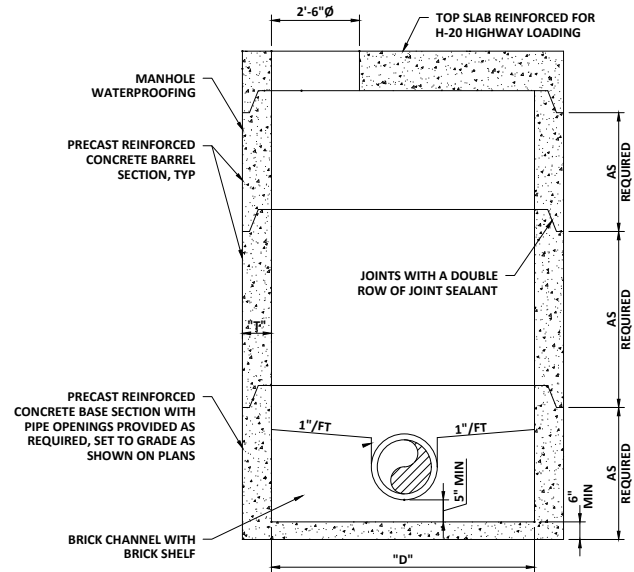 2'-6"Ø
TOP SLAB REINFORCED FOR
H-20 HIGHWAY LOADING
MANHOLE
WATERPROOFING
PRECAST REINFORCED
CONCRETE BARREL
SECTION, TYP
AS
REQUIRED
JOINTS WITH A DOUBLE
ROW OF JOINT SEALANT
AS
REQUIRED
"T"
PRECAST REINFORCED
CONCRETE BASE SECTION WITH
PIPE OPENINGS PROVIDED AS
REQUIRED, SET TO GRADE AS
SHOWN ON PLANS
1"/FT
1"/FT
AS
REQUIRED
5" MIN
6"
MIN
BRICK CHANNEL WITH
BRICK SHELF
"D"